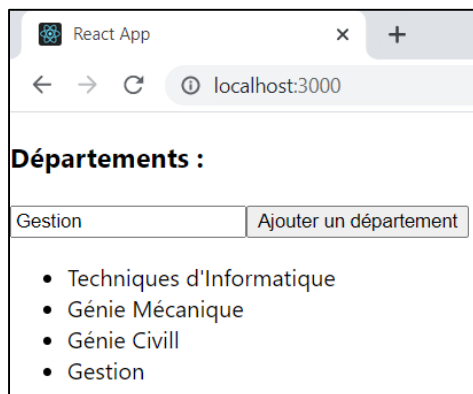 React App
localhost:3000
Départements :
Gestion Ajouter un département
Techniques d'Informatique
Génie Mécanique
Génie Civill
Gestion